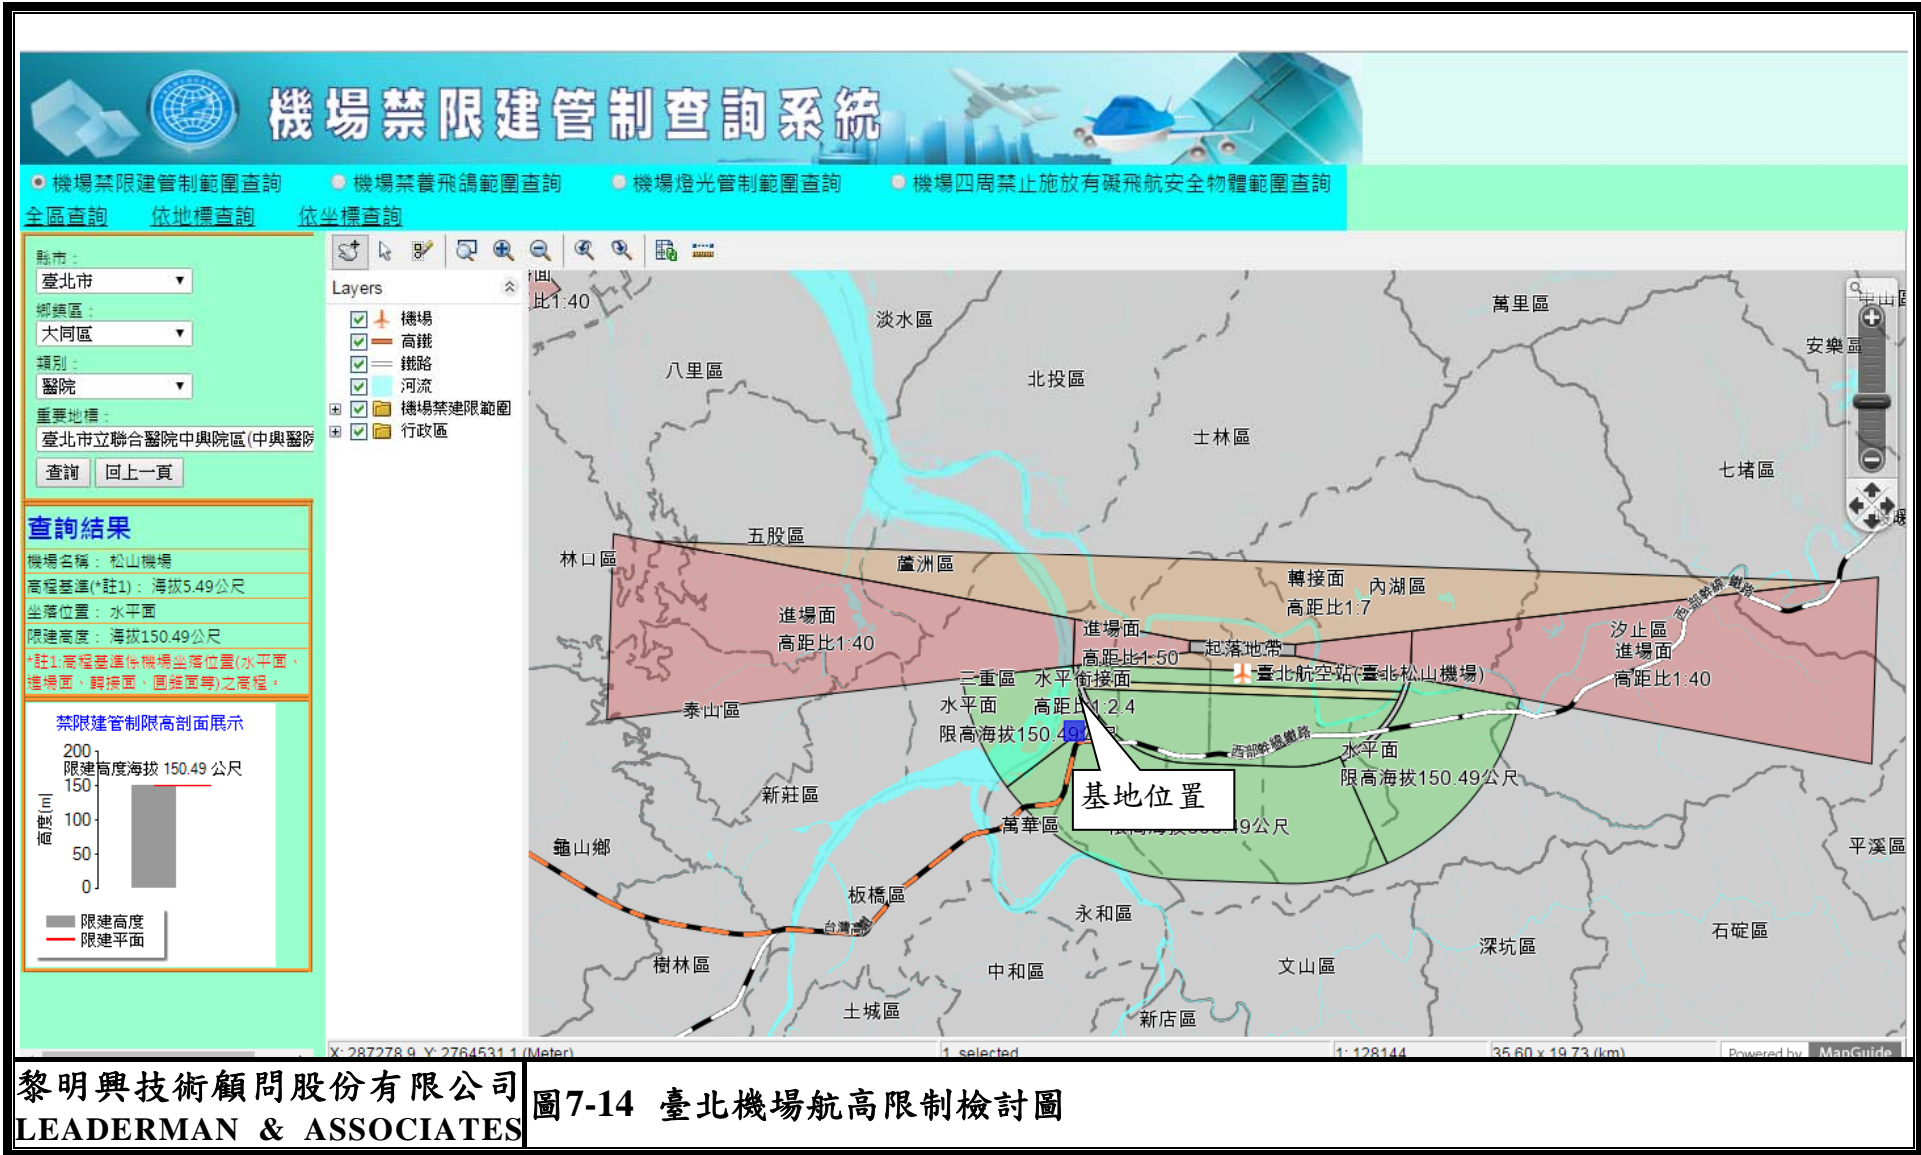 機場禁限建管制查詢系統
機場禁限建管制範圍查詢 機場禁養飛鴿範圍查詢 機場燈光管制範圍查詢 機場四周禁止施放有礙飛航安全物體範圍查詢
全區查詢 依地標查詢 依坐標查詢
縣市：
臺北市
鄉鎮區：
大同區
類別：
醫院
重要地標：
臺北市立聯合醫院中興院區(中興醫院
查詢 回上一頁
查詢結果
機場名稱： 松山機場
高程基準(*註1)： 海拔5.49公尺
坐落位置： 水平面
限建高度： 海拔150.49公尺
*註1:高程基準係機場坐落位置(水平面、
進場面、轉接面、圓錐面等)之高程。
禁限建管制限高剖面展示
200
限建高度海拔 150.49 公尺
150
100
50
0
高度(m)
限建高度
限建平面
Layers
機場
高鐵
鐵路
河流
機場禁建限範圍
行政區
面
比1:40
淡水區
萬里區
中山區
安樂區
八里區
北投區
士林區
七堵區
暖暖
五股區
林口區
蘆洲區
轉接面
高距比1:7
內湖區
西部幹線鐵路
進場面
高距比1:40
進場面
高距比1:50
起落地帶
臺北航空站(臺北松山機場)
汐止區
進場面
高距比1:40
三重區
水平銜接面
高距比1:2.4
泰山區
水平面
限高海拔150.49公尺
西部幹線鐵路
水平面
限高海拔150.49公尺
基地位置
新莊區
萬華區
龜山鄉
平溪區
板橋區
台灣高鐵
永和區
石碇區
深坑區
樹林區
中和區
文山區
土城區
新店區
X: 287278.9, Y: 2764531.1 (Meter)
1 selected
1: 128144
35.60 x 19.73 (km)
Powered by MapGuide
黎明興技術顧問股份有限公司
LEADERMAN & ASSOCIATES
圖7-14 臺北機場航高限制檢討圖